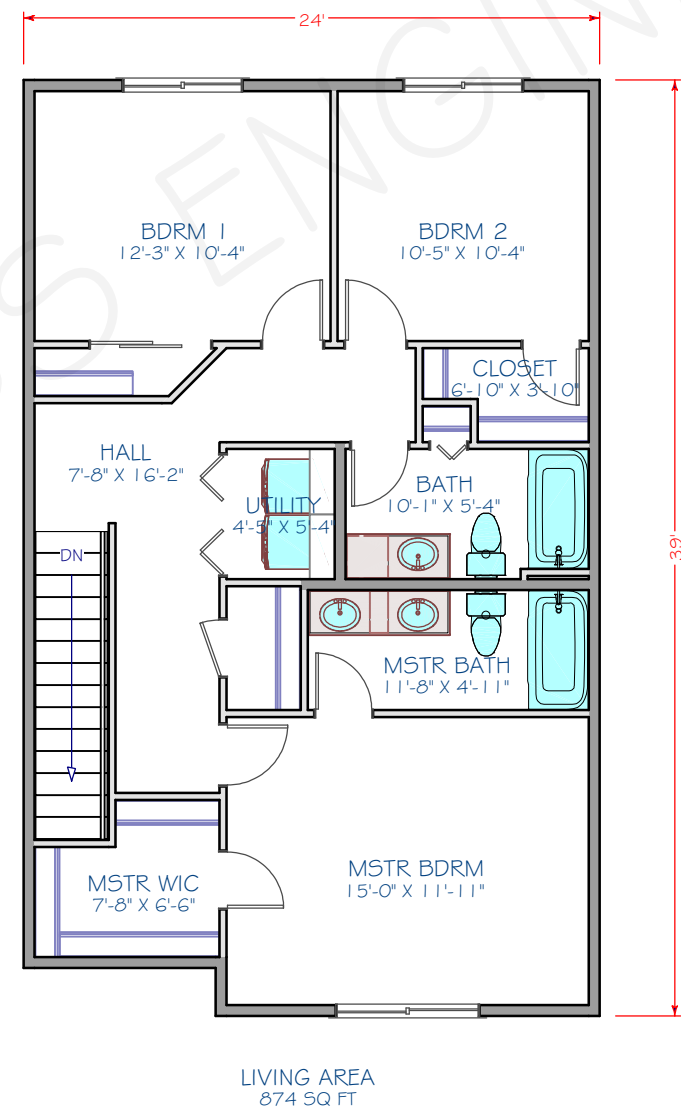 24'
BDRM 1
12'-3" X 10'-4"
BDRM 2
10'-5" X 10'-4"
CLOSET
6'-10" X 3'-10"
HALL
7'-8" X 16'-2"
UTILITY
4'-5" X 5'-4"
BATH
10'-1" X 5'-4"
39'
DN
MSTR BATH
11'-8" X 4'-11"
MSTR BDRM
15'-0" X 11'-11"
MSTR WIC
7'-8" X 6'-6"
LIVING AREA
874 SQ FT